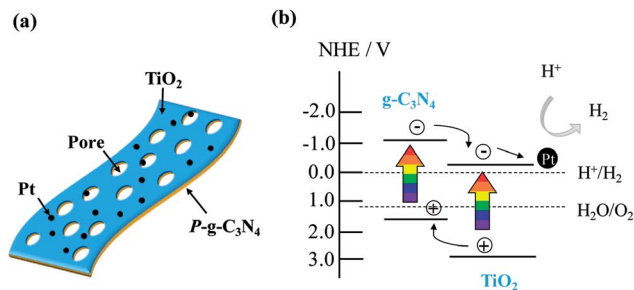 (a)
TiO2
Pore
Pt
P-g-C3N4
(b)
NHE / V
H+
g-C3N4
H2
-2.0
-1.0
0.0
1.0
2.0
3.0
-
-
Pt
H+/H2
+
H2O/O2
+
TiO2